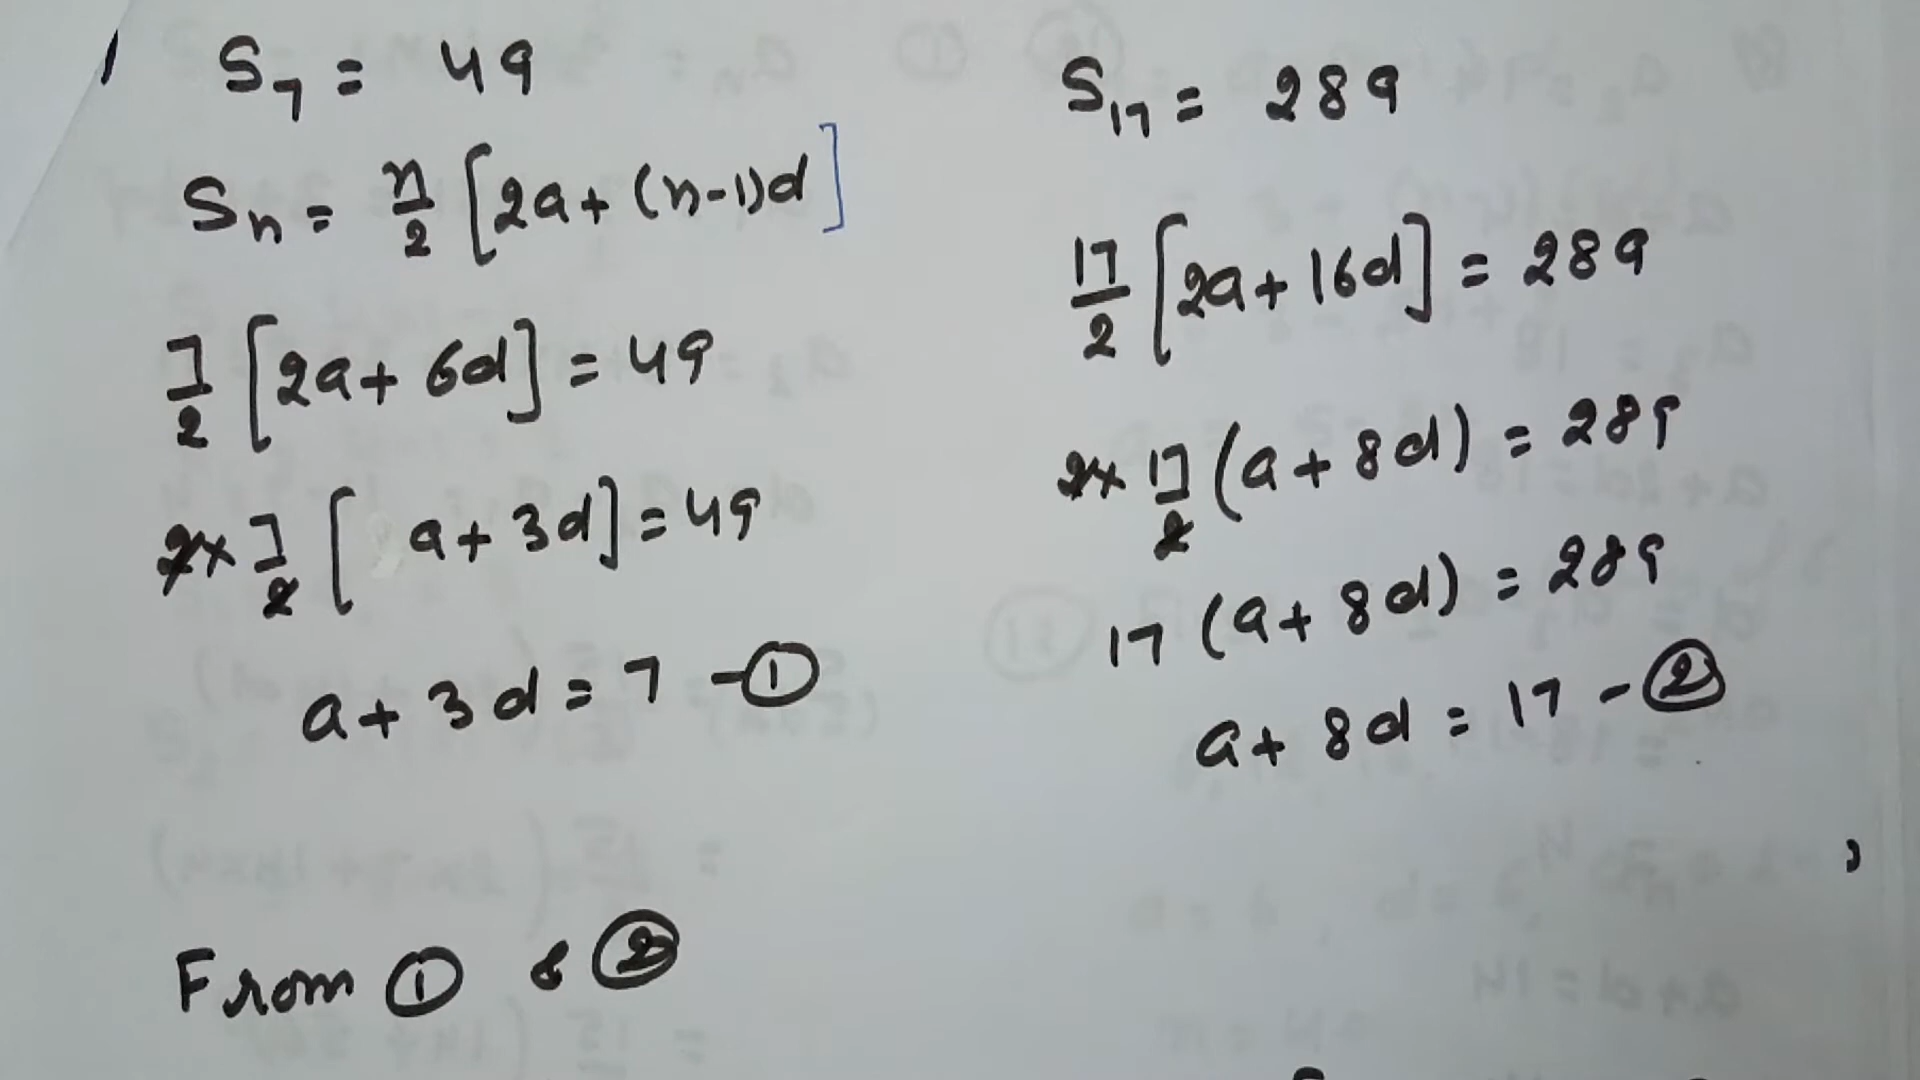 S₇ = 49
Sₙ = n/2 [2a + (n-1)d]
7/2 [2a + 6d] = 49
2 × 7/2 [a + 3d] = 49
a + 3d = 7 - ①
S₁₇ = 289
17/2 [2a + 16d] = 289
2 × 17/2 (a + 8d) = 289
17 (a + 8d) = 289
a + 8d = 17 - ②
From ① & ②